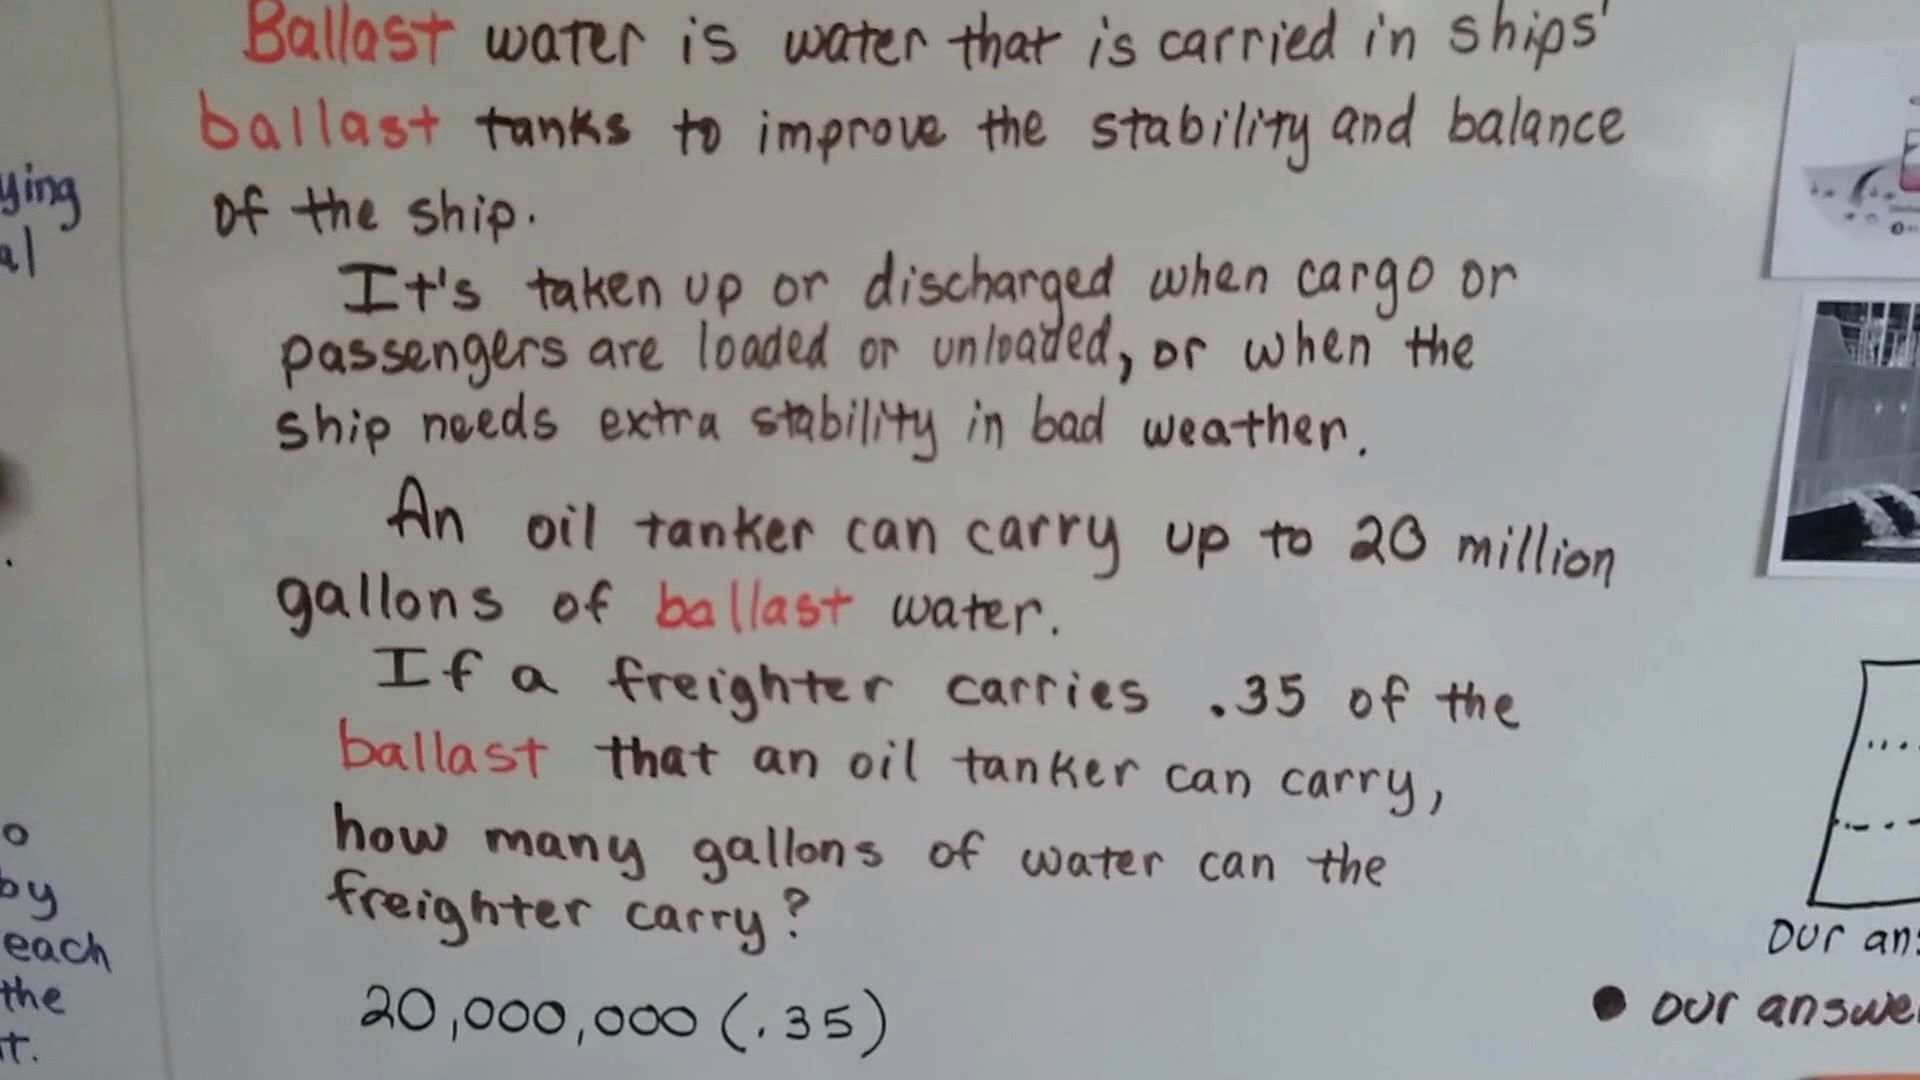 Ballast water is water that is carried in ships'
ballast tanks to improve the stability and balance
of the ship.
It's taken up or discharged when cargo or
passengers are loaded or unloaded, or when the
ship needs extra stability in bad weather.
An oil tanker can carry up to 20 million
gallons of ballast water.
If a freighter carries .35 of the
ballast that an oil tanker can carry,
how many gallons of water can the
freighter carry?
20,000,000 (.35)
by
each
the
our
• our